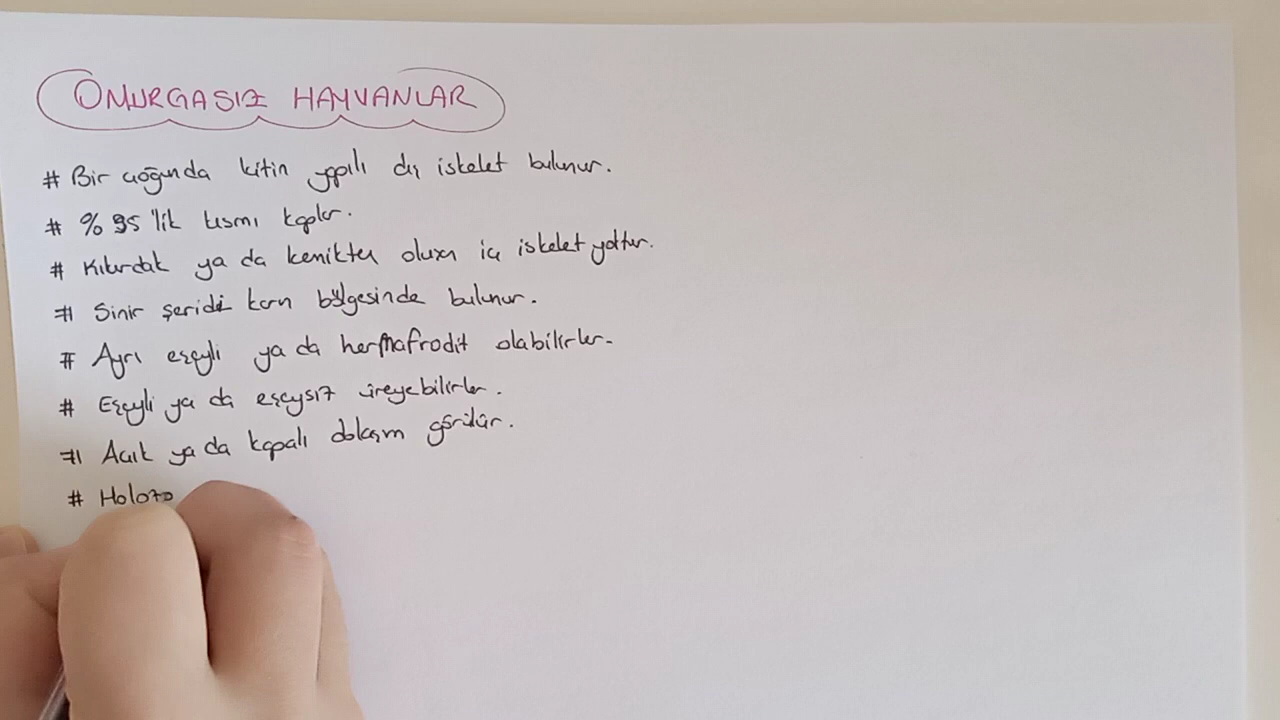 OMURGASIZ HAYVANLAR
# Bir çoğunda kitin yapılı dış iskelet bulunur.
# % 95 'lik kısmı kaplar.
# Kıkırdak ya da kemikten oluşan iç iskelet yoktur.
# Sinir şeridi karın bölgesinde bulunur.
# Ayrı eşeyli ya da hermafrodit olabilirler.
# Eşeyli ya da eşeysiz üreyebilirler.
# Açık ya da kapalı dolaşım görülür.
# Holozo